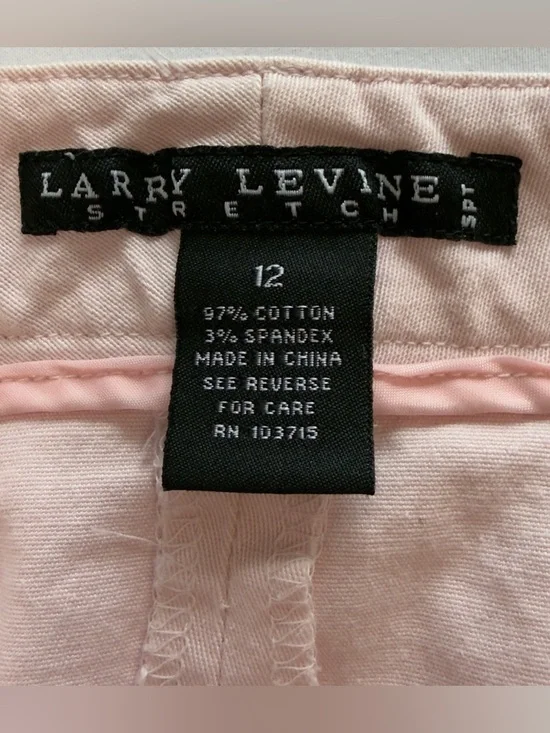 LARRY LEVINE
STRETCH SPT
12
97% COTTON
3% SPANDEX
MADE IN CHINA
SEE REVERSE
FOR CARE
RN 103715